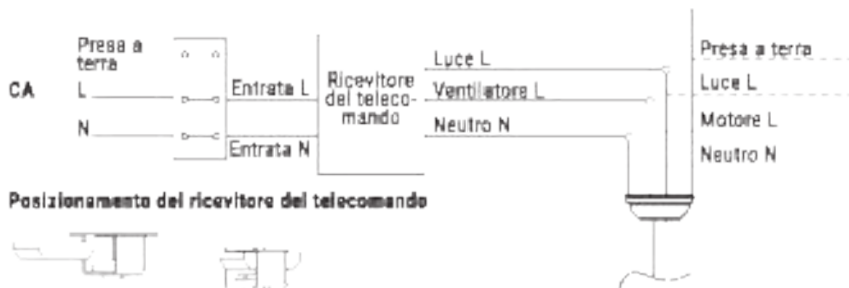 Presa a
terra
CA
L
N
Entrata L
Entrata N
Ricevitore
del teleco-
mando
Luce L
Ventilatore L
Neutro N
Presa a terra
Luce L
Motore L
Neutro N
Posizionamento del ricevitore del telecomando